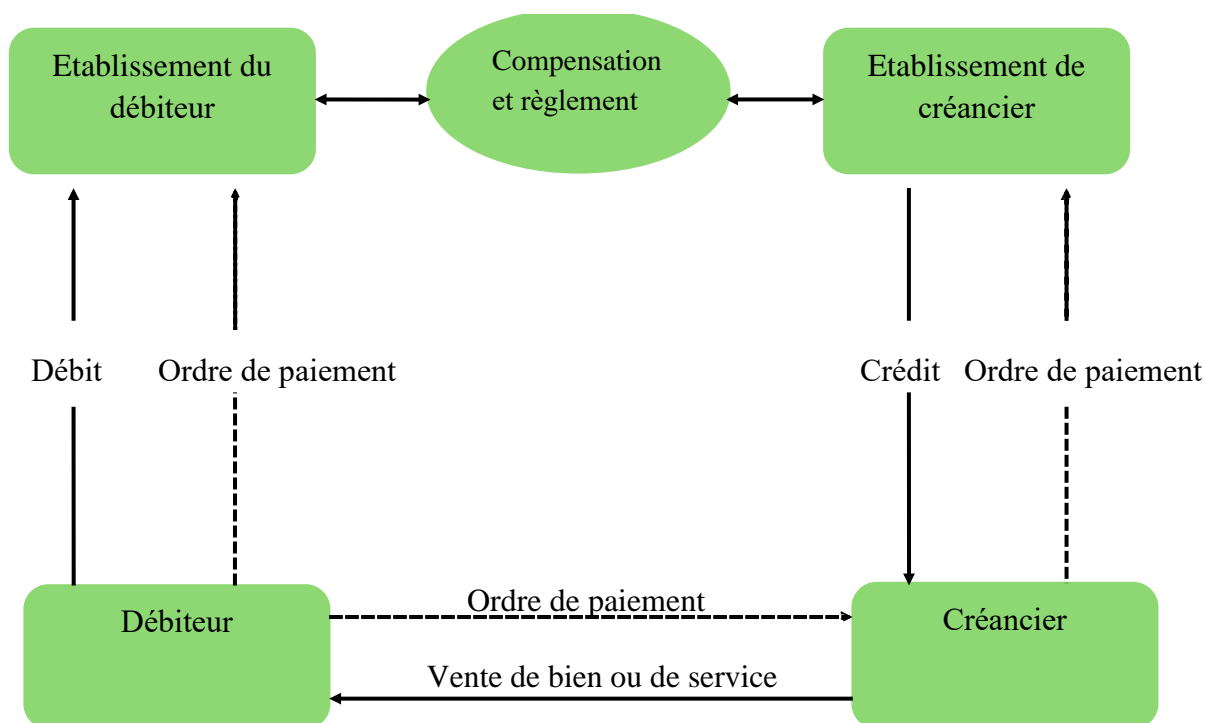 Etablissement du
débiteur
Compensation
et règlement
Etablissement de
créancier
Débit
Ordre de paiement
Crédit
Ordre de paiement
Débiteur
Ordre de paiement
Créancier
Vente de bien ou de service